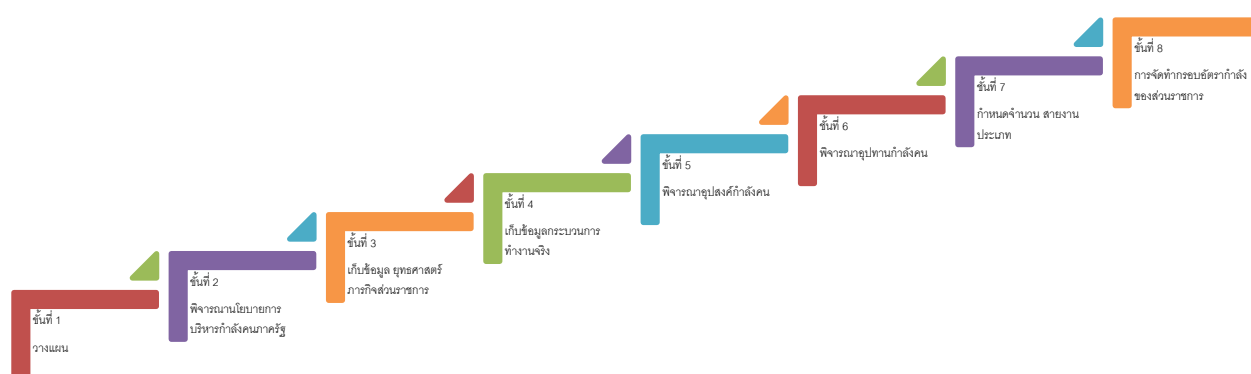 ขั้นที่ 1
วางแผน
ขั้นที่ 2
พิจารณานโยบายการ
บริหารกำลังคนภาครัฐ
ขั้นที่ 3
เก็บข้อมูล ยุทธศาสตร์
ภารกิจส่วนราชการ
ขั้นที่ 4
เก็บข้อมูลกระบวนการ
ทำงานจริง
ขั้นที่ 5
พิจารณาอุปสงค์กำลังคน
ขั้นที่ 6
พิจารณาอุปทานกำลังคน
ขั้นที่ 7
กำหนดจำนวน สายงาน
ประเภท
ขั้นที่ 8
การจัดทำกรอบอัตรากำลัง
ของส่วนราชการ